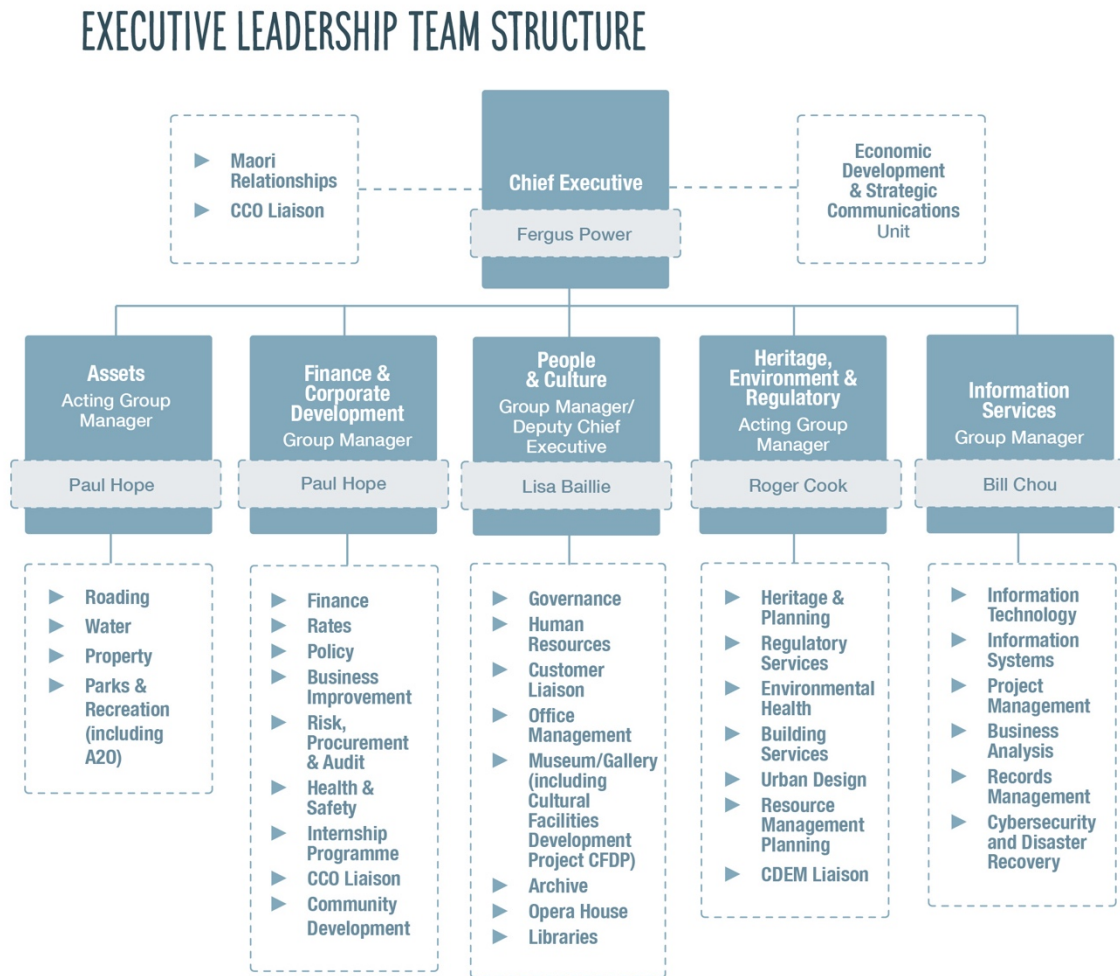 EXECUTIVE LEADERSHIP TEAM STRUCTURE
Maori
Relationships
CCO Liaison
Chief Executive
Fergus Power
Economic
Development
& Strategic
Communications
Unit
Assets
Acting Group
Manager
Paul Hope
Finance &
Corporate
Development
Group Manager
Paul Hope
People
& Culture
Group Manager/
Deputy Chief
Executive
Lisa Baillie
Heritage,
Environment &
Regulatory
Acting Group
Manager
Roger Cook
Information
Services
Group Manager
Bill Chou
Roading
Water
Property
Parks &
Recreation
(including
A2O)
Finance
Rates
Policy
Business
Improvement
Risk,
Procurement
& Audit
Health &
Safety
Internship
Programme
CCO Liaison
Community
Development
Governance
Human
Resources
Customer
Liaison
Office
Management
Museum/Gallery
(including
Cultural
Facilities
Development
Project CFDP)
Archive
Opera House
Libraries
Heritage &
Planning
Regulatory
Services
Environmental
Health
Building
Services
Urban Design
Resource
Management
Planning
CDEM Liaison
Information
Technology
Information
Systems
Project
Management
Business
Analysis
Records
Management
Cybersecurity
and Disaster
Recovery